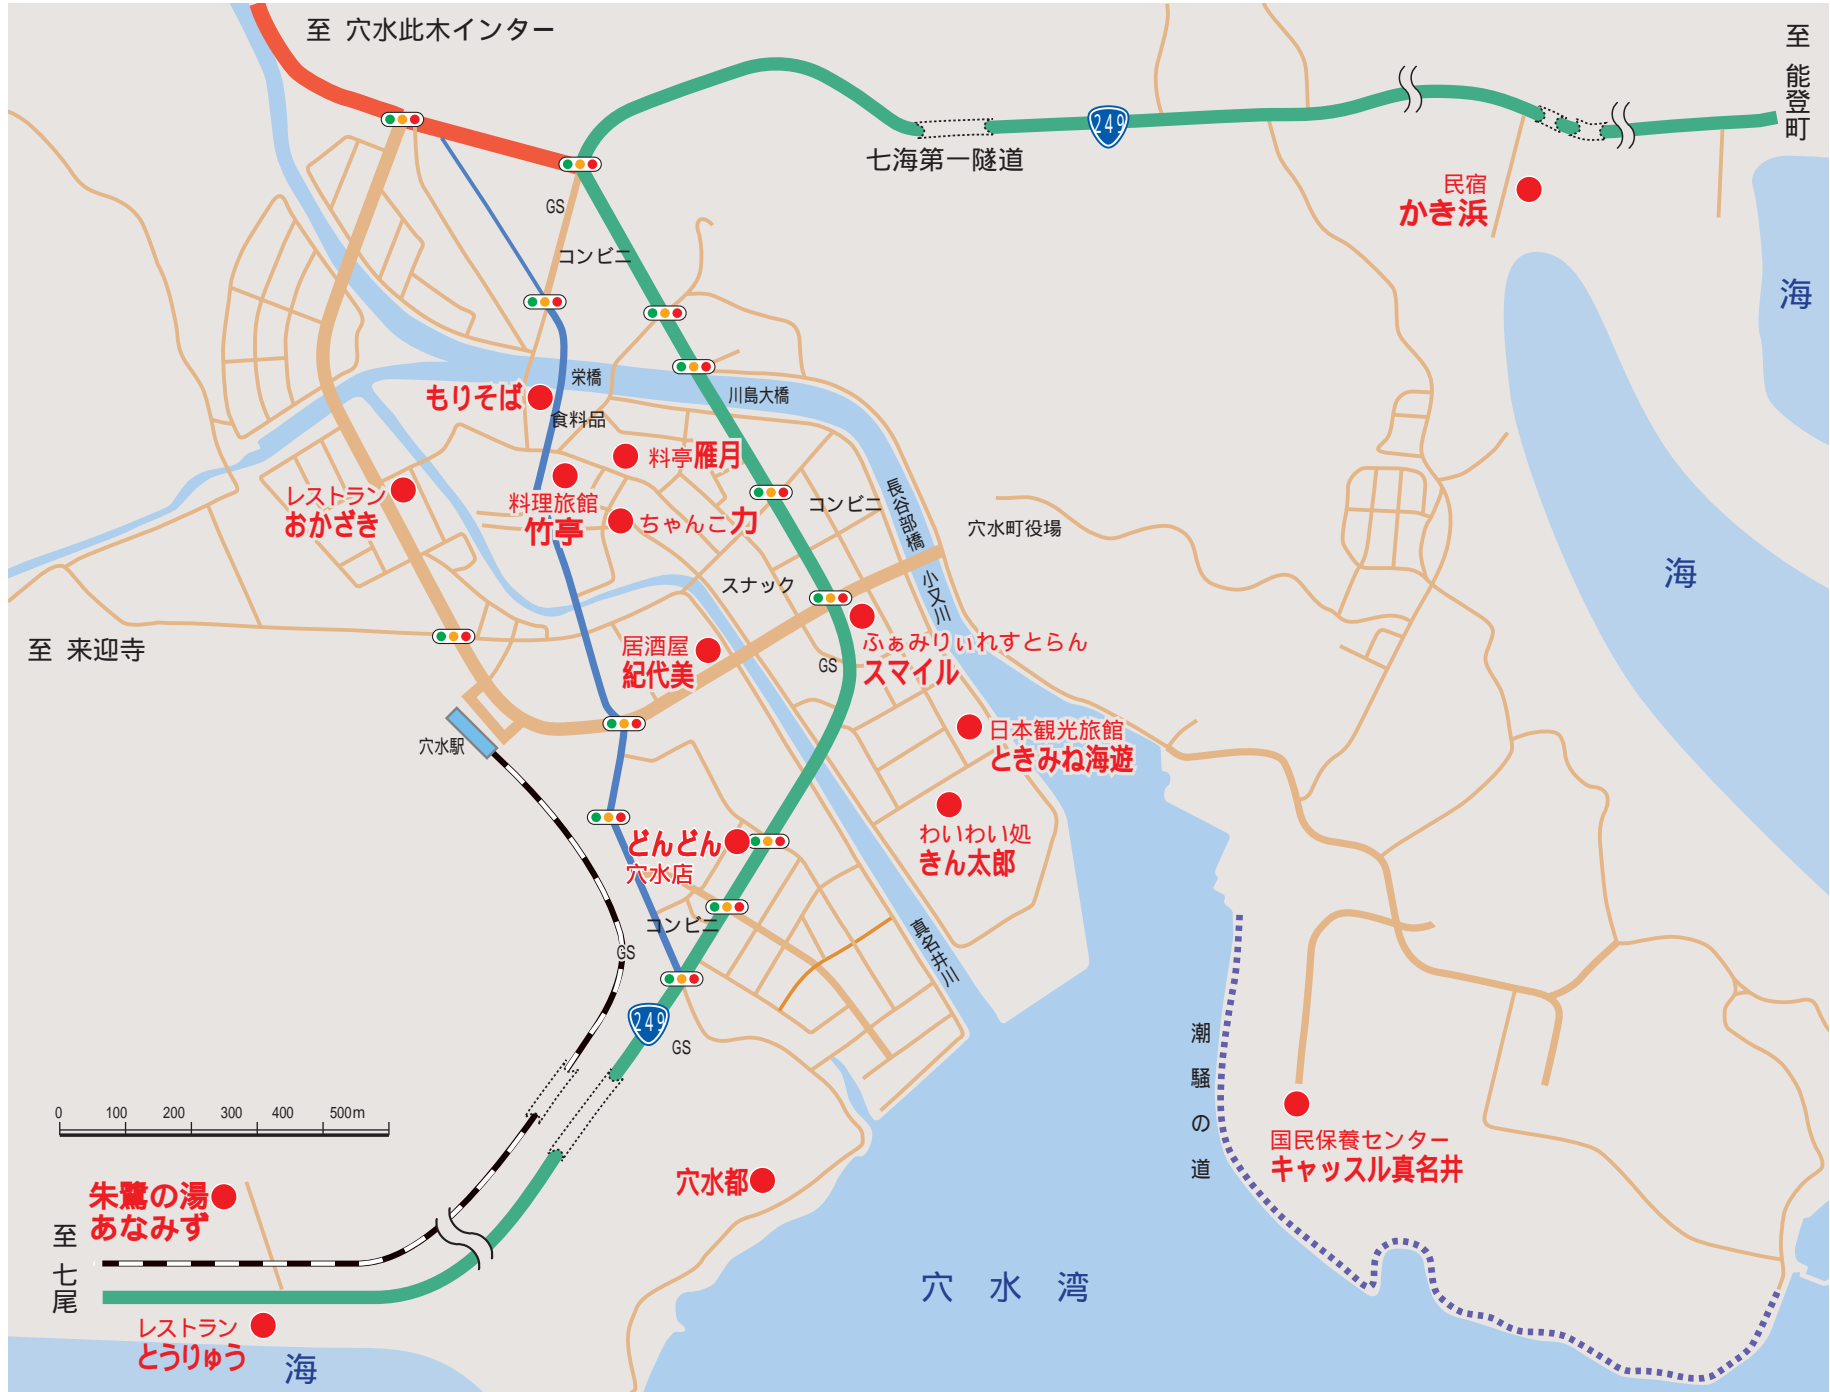 至 穴水此木インター
至 能登町
249
七海第一隧道
民宿
かき浜
GS
コンビニ
海
栄橋
川島大橋
もりそば
食料品
料亭雁月
レストラン
おかざき
料理旅館
竹亭
ちゃんこ力
コンビニ
長谷部橋
穴水町役場
海
スナック
小又川
至 来迎寺
居酒屋
紀代美
GS
ふぁみりぃれすとらん
スマイル
穴水駅
日本観光旅館
ときみね海遊
どんどん
穴水店
わいわい処
きん太郎
コンビニ
GS
真名井川
249
GS
潮騒の道
0 100 200 300 400 500m
国民保養センター
キャッスル真名井
穴水都
朱鷺の湯
あなみず
至 七尾
穴水湾
レストラン
とうりゅう
海